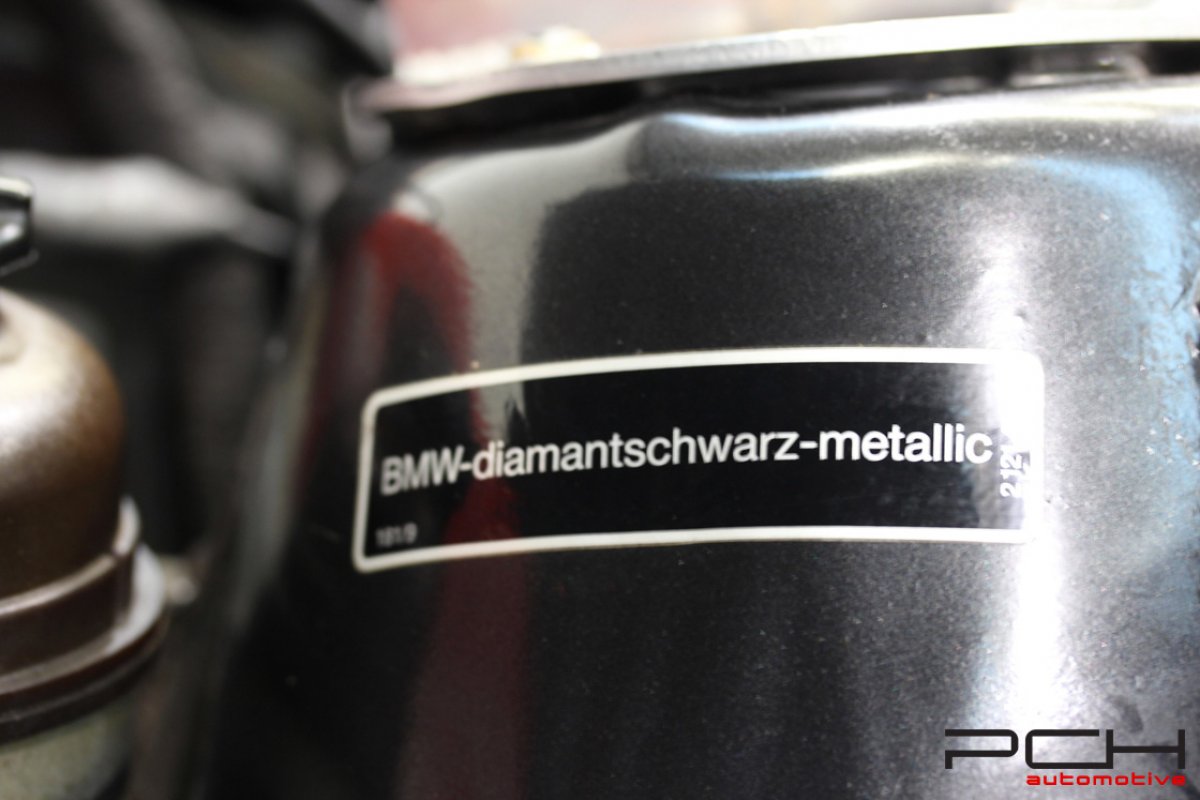 BMW-diamantschwarz-metallic
181/9
PCH
automotive